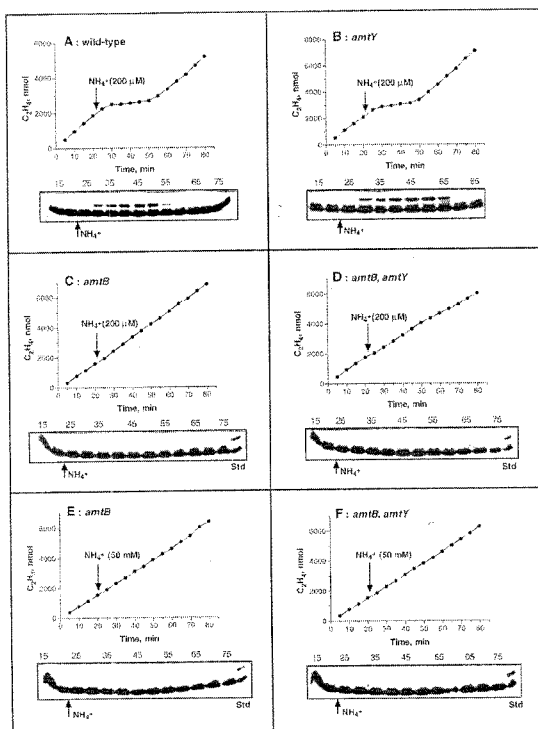 A : wild-type
6000
4000
2000
0
C₂H₄, nmol
NH₄⁺(200 µM)
0 10 20 30 40 50 60 70 80 90
Time, min
15 25 35 45 55 65 75
NH₄⁺
B : amtY
6000
4000
2000
0
C₂H₄, nmol
NH₄⁺(200 µM)
0 10 20 30 40 50 60 70 80 90
Time, min
15 25 35 45 55 65
NH₄⁺
C : amtB
6000
4000
2000
0
C₂H₄, nmol
NH₄⁺(200 µM)
0 10 20 30 40 50 60 70 80 90
Time, min
15 25 35 45 55 65 75
NH₄⁺
Std
D : amtB, amtY
6000
4000
2000
0
C₂H₄, nmol
NH₄⁺(200 µM)
0 10 20 30 40 50 60 70 80 90
Time, min
15 25 35 45 55 65 75
NH₄⁺
Std
E : amtB
6000
4000
2000
0
C₂H₄, nmol
NH₄⁺ (50 mM)
0 10 20 30 40 50 60 70 80 90
Time, min
15 25 35 45 55 65 75
NH₄⁺
Std
F : amtB, amtY
6000
4000
2000
0
C₂H₄, nmol
NH₄⁺ (50 mM)
0 10 20 30 40 50 60 70 80 90
Time, min
15 25 35 45 55 65 75
NH₄⁺
Std